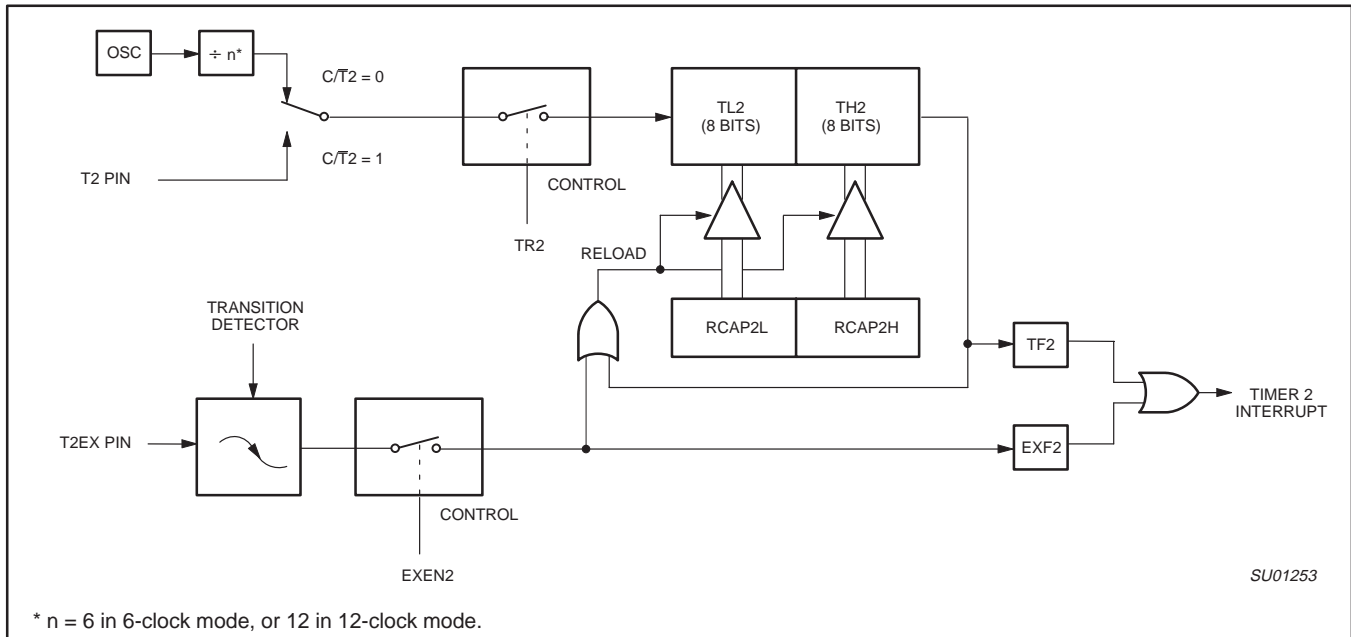 OSC
÷ n*
C/T̅2 = 0
TL2
(8 BITS)
TH2
(8 BITS)
C/T̅2 = 1
T2 PIN
CONTROL
TR2
RELOAD
TRANSITION
DETECTOR
RCAP2L
RCAP2H
TF2
TIMER 2
INTERRUPT
T2EX PIN
EXF2
CONTROL
EXEN2
SU01253
* n = 6 in 6-clock mode, or 12 in 12-clock mode.